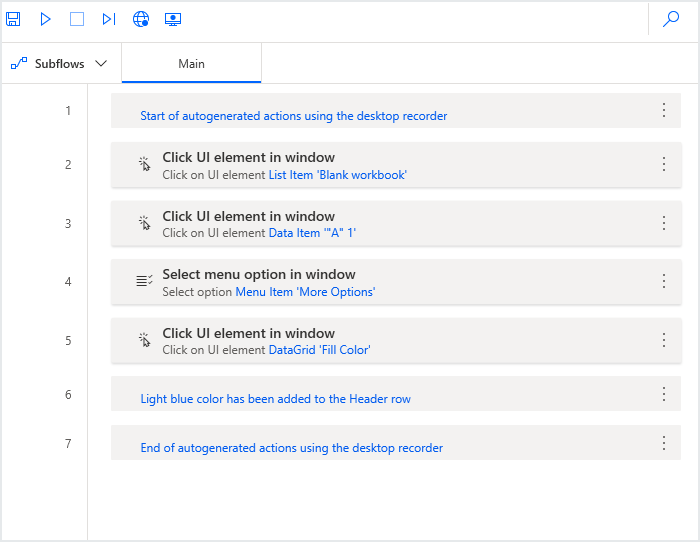 Subflows
Main
1
Start of autogenerated actions using the desktop recorder
2
Click UI element in window
Click on UI element List Item 'Blank workbook'
3
Click UI element in window
Click on UI element Data Item '"A" 1'
4
Select menu option in window
Select option Menu Item 'More Options'
5
Click UI element in window
Click on UI element DataGrid 'Fill Color'
6
Light blue color has been added to the Header row
7
End of autogenerated actions using the desktop recorder